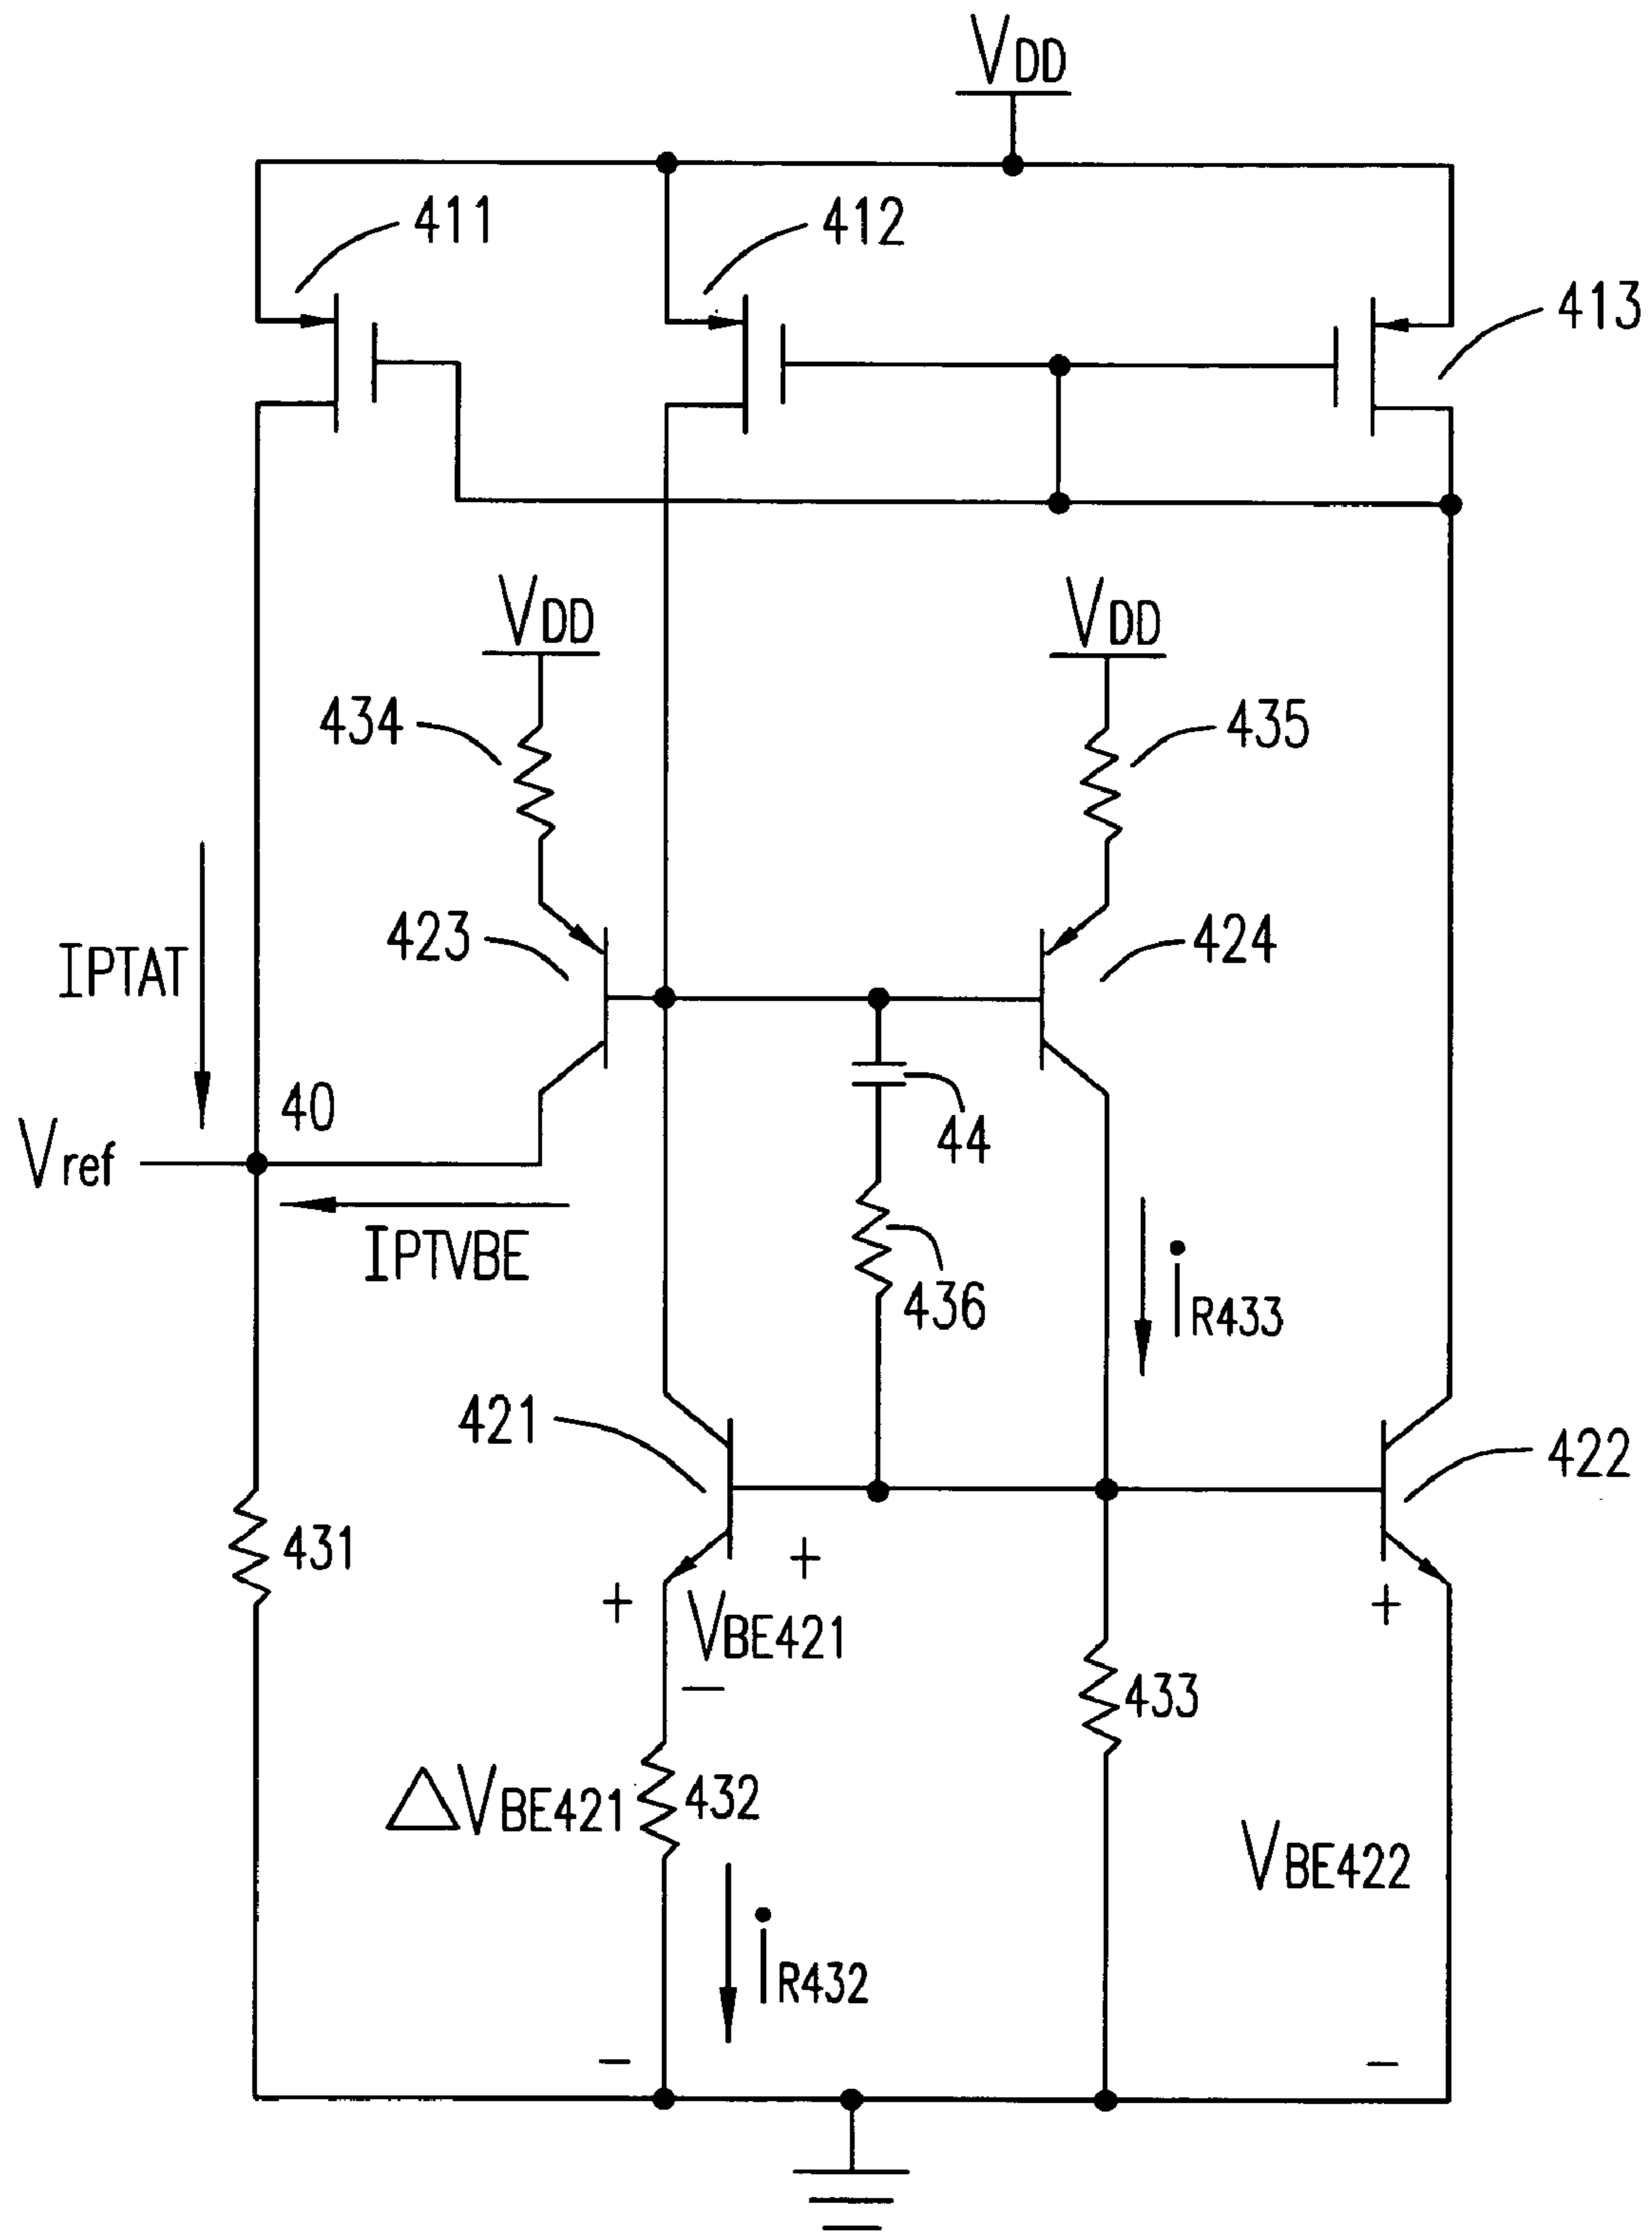 VDD
411
412
413
VDD
VDD
434
435
423
424
IPTAT
40
44
Vref
IPTVBE
436
iR433
421
422
431
+
+
VBE421
+
−
433
△VBE421
432
VBE422
iR432
−
−